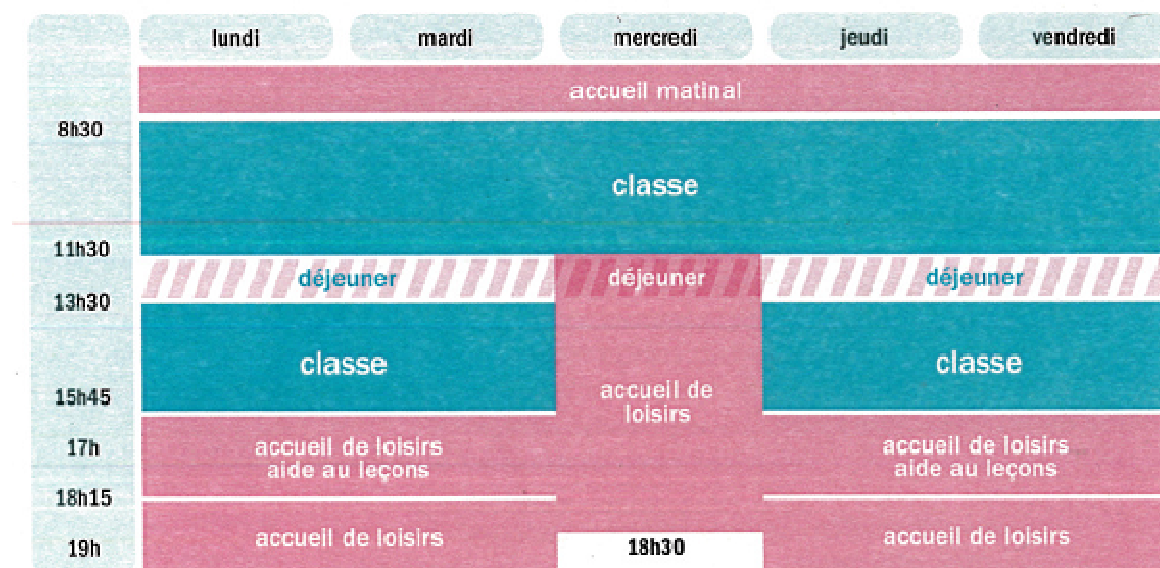 lundi mardi mercredi jeudi vendredi
accueil matinal
8h30
classe
11h30
déjeuner déjeuner déjeuner
13h30
classe classe
accueil de
loisirs
15h45
17h
accueil de loisirs
aide au leçons
accueil de loisirs
aide au leçons
18h15
accueil de loisirs accueil de loisirs
19h
18h30